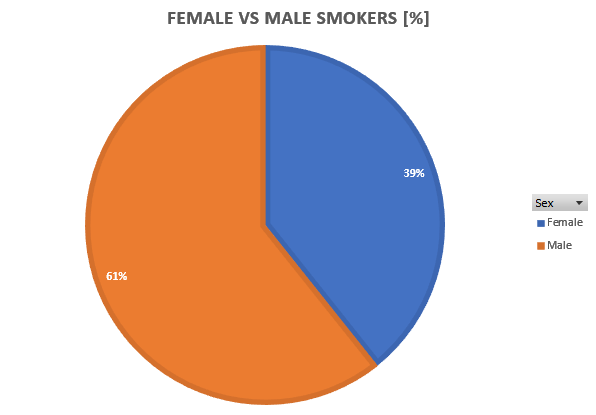 FEMALE VS MALE SMOKERS [%]
39%
61%
Sex
Female
Male